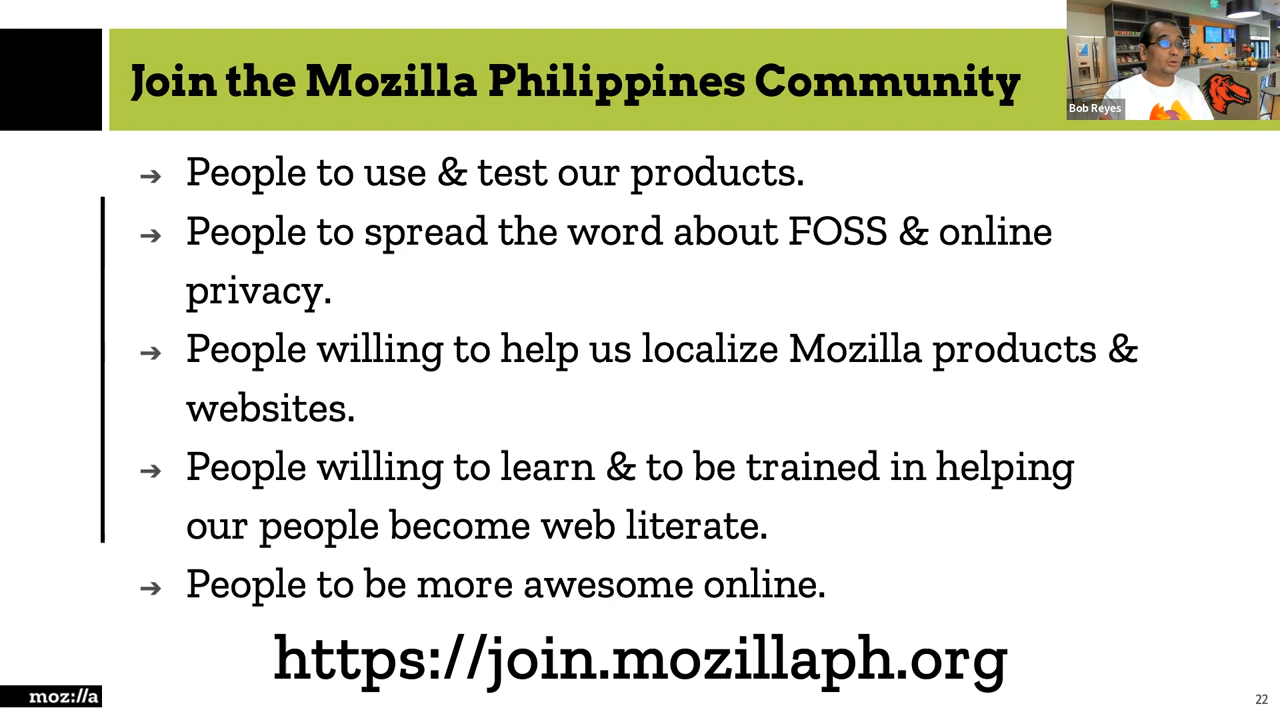 Join the Mozilla Philippines Community
Bob Reyes
➔ People to use & test our products.
➔ People to spread the word about FOSS & online
privacy.
➔ People willing to help us localize Mozilla products &
websites.
➔ People willing to learn & to be trained in helping
our people become web literate.
➔ People to be more awesome online.
https://join.mozillaph.org
moz://a
22